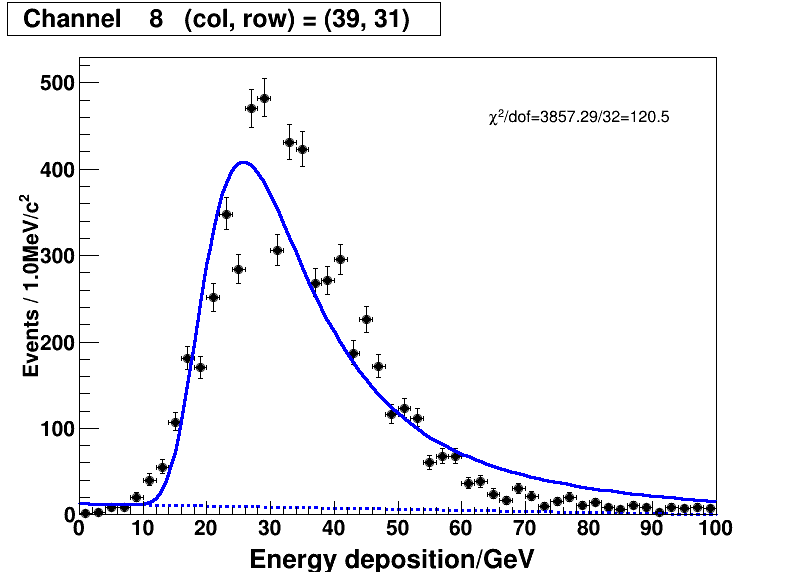 Channel 8 (col, row) = (39, 31)
χ²/dof=3857.29/32=120.5
Events / 1.0MeV/c²
500
400
300
200
100
0
0 10 20 30 40 50 60 70 80 90 100
Energy deposition/GeV